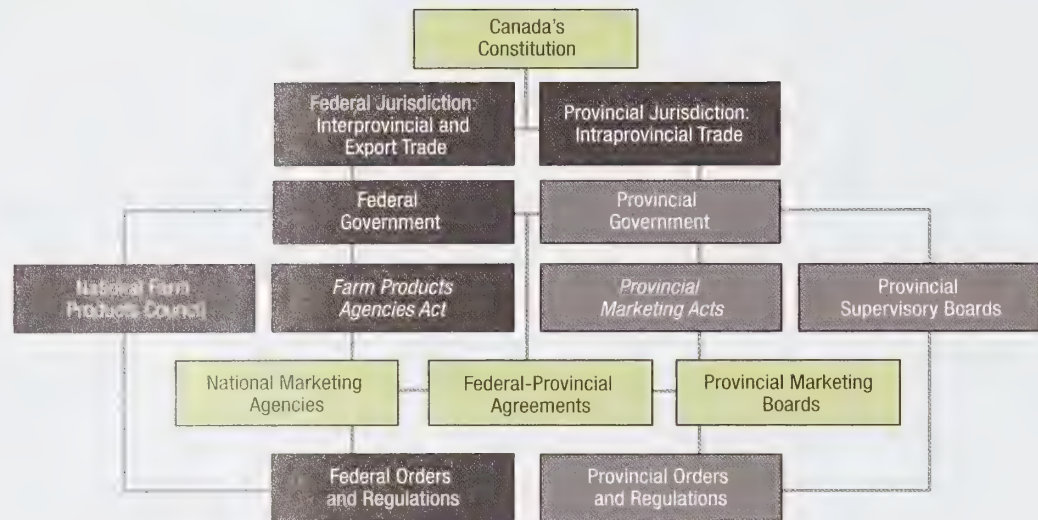 Canada's
Constitution
Federal Jurisdiction:
Interprovincial and
Export Trade
Provincial Jurisdiction:
Intraprovincial Trade
Federal
Government
Provincial
Government
National Farm
Products Council
Farm Products
Agencies Act
Provincial
Marketing Acts
Provincial
Supervisory Boards
National Marketing
Agencies
Federal-Provincial
Agreements
Provincial Marketing
Boards
Federal Orders
and Regulations
Provincial Orders
and Regulations